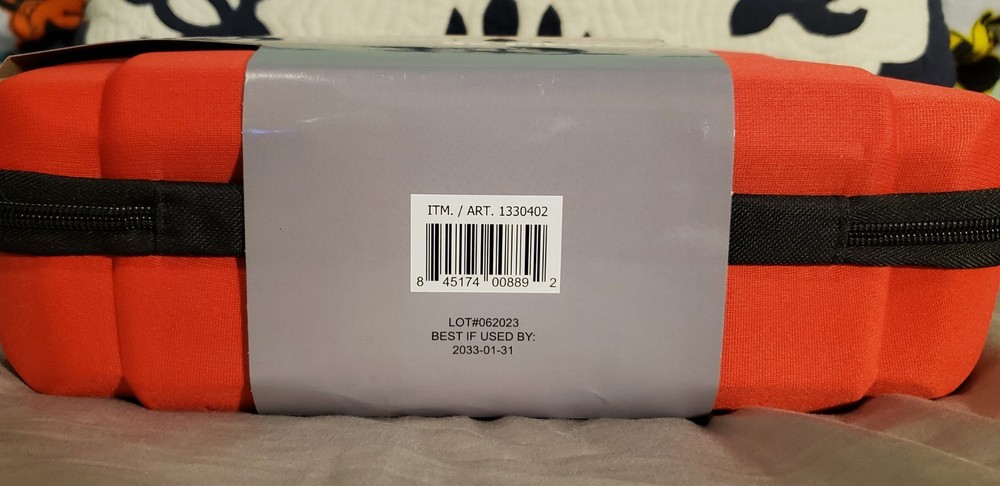 ITM. / ART. 1330402
8 45174 00889 2
LOT#062023
BEST IF USED BY:
2033-01-31